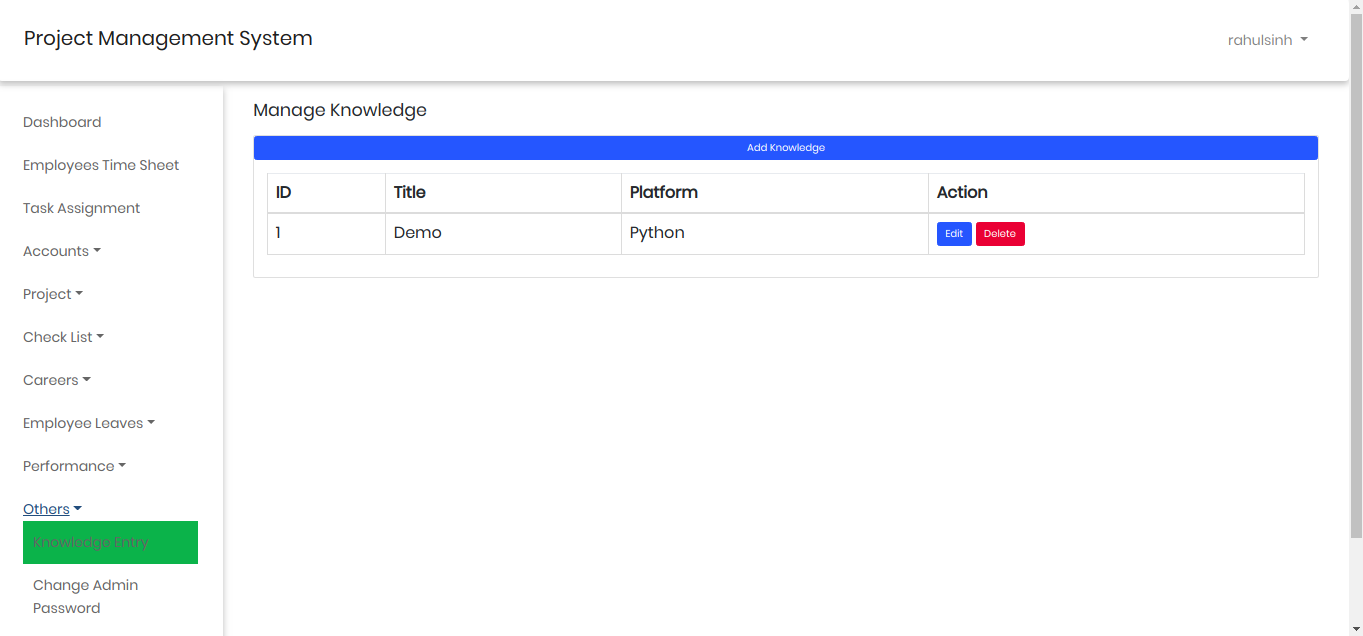 Project Management System
rahulsinh
Dashboard
Employees Time Sheet
Task Assignment
Accounts
Project
Check List
Careers
Employee Leaves
Performance
Others
Knowledge Entry
Change Admin
Password
Manage Knowledge
Add Knowledge
ID Title Platform Action
1 Demo Python Edit Delete